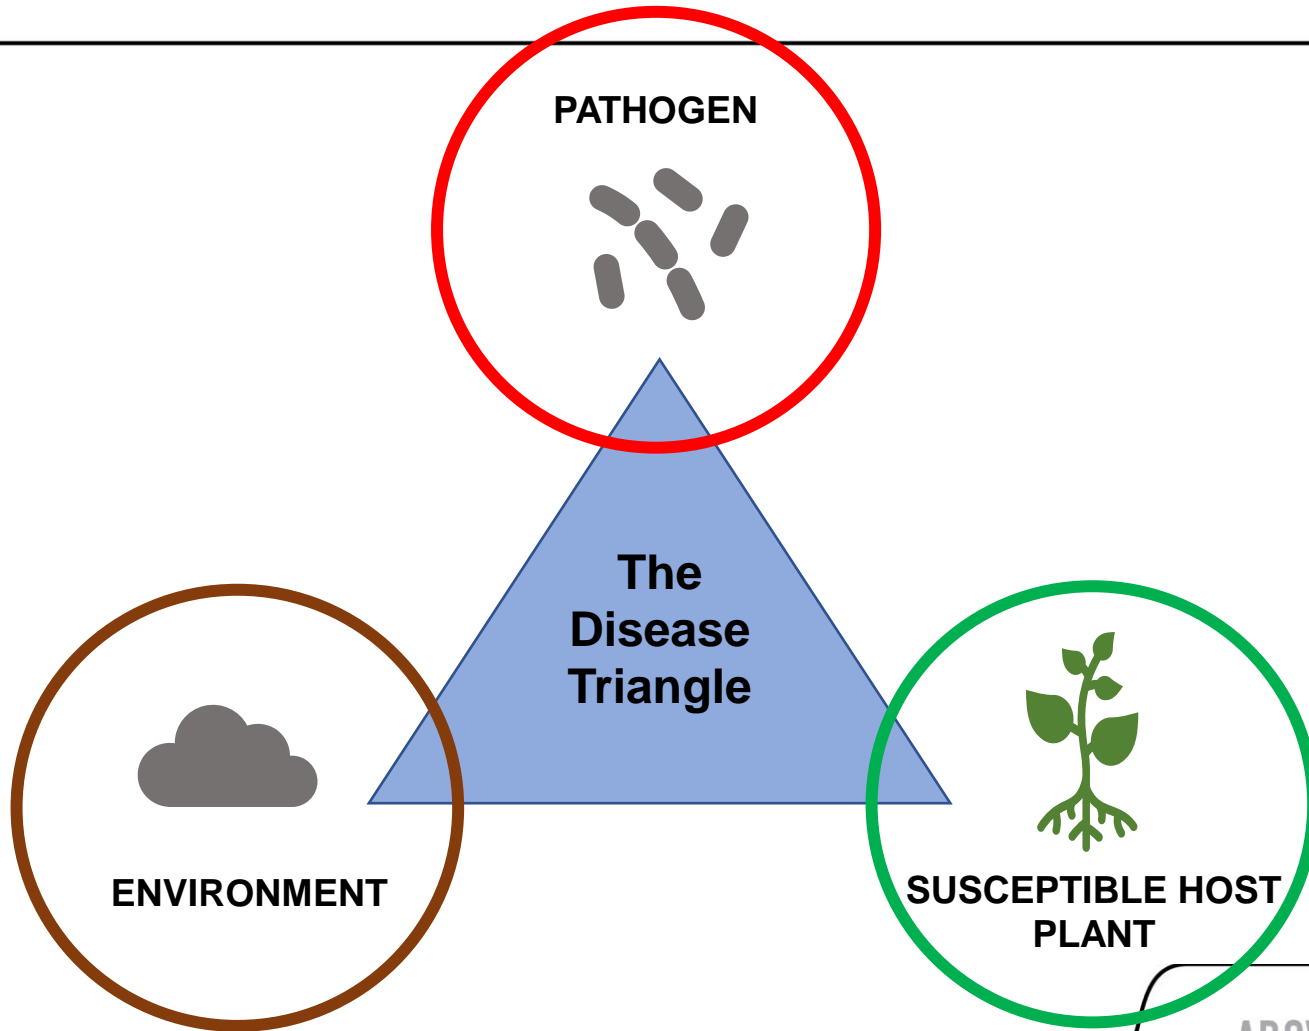 PATHOGEN
The
Disease
Triangle
ENVIRONMENT
SUSCEPTIBLE HOST
PLANT